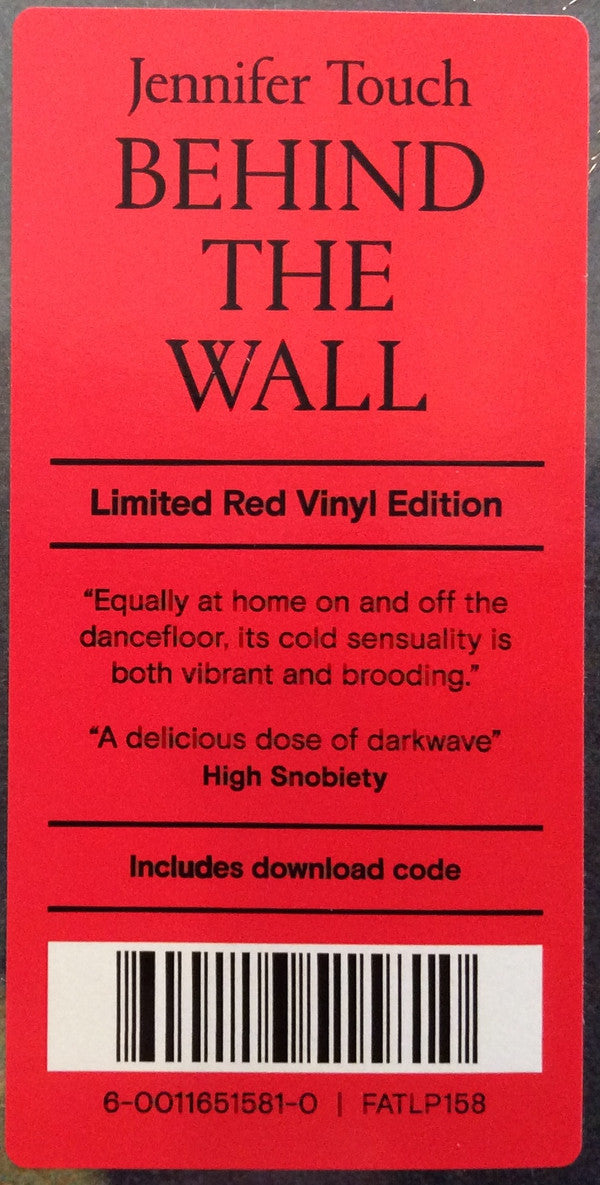 Jennifer Touch
BEHIND
THE
WALL
Limited Red Vinyl Edition
“Equally at home on and off the
dancefloor, its cold sensuality is
both vibrant and brooding.”
“A delicious dose of darkwave”
High Snobiety
Includes download code
6-0011651581-0 | FATLP158